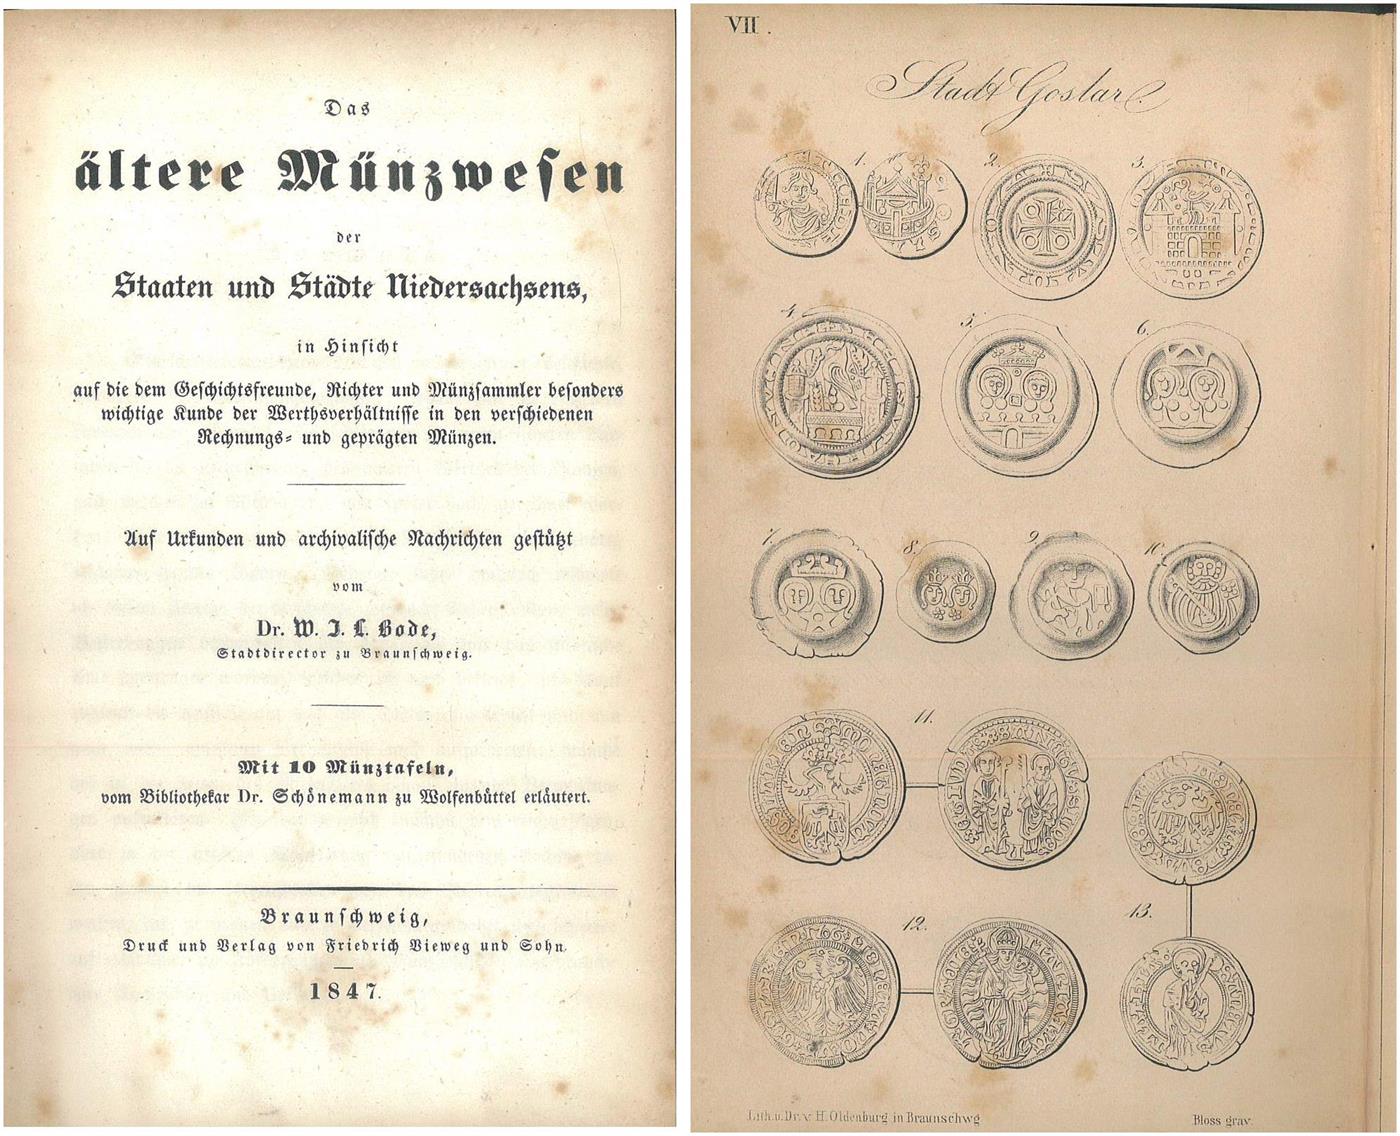 Das
ältere Münzwesen
der
Staaten und Städte Niedersachsens,
in Hinsicht
auf die dem Geschichtsfreunde, Richter und Münzsammler besonders
wichtige Kunde der Werthsverhältnisse in den verschiedenen
Rechnungs- und geprägten Münzen.
Auf Urkunden und archivalische Nachrichten gestützt
vom
Dr. W. J. L. Bode,
Stadtdirector zu Braunschweig.
Mit 10 Münztafeln,
vom Bibliothekar Dr. Schönemann zu Wolfenbüttel erläutert.
Braunschweig,
Druck und Verlag von Friedrich Vieweg und Sohn.
1847.
VII.
Stadt Goslar.
1. 2. 3.
4. 5. 6.
7. 8. 9. 10.
11.
12. 13.
Lith. u. Dr. v. H. Oldenburg in Braunschwg
Bloss grav.